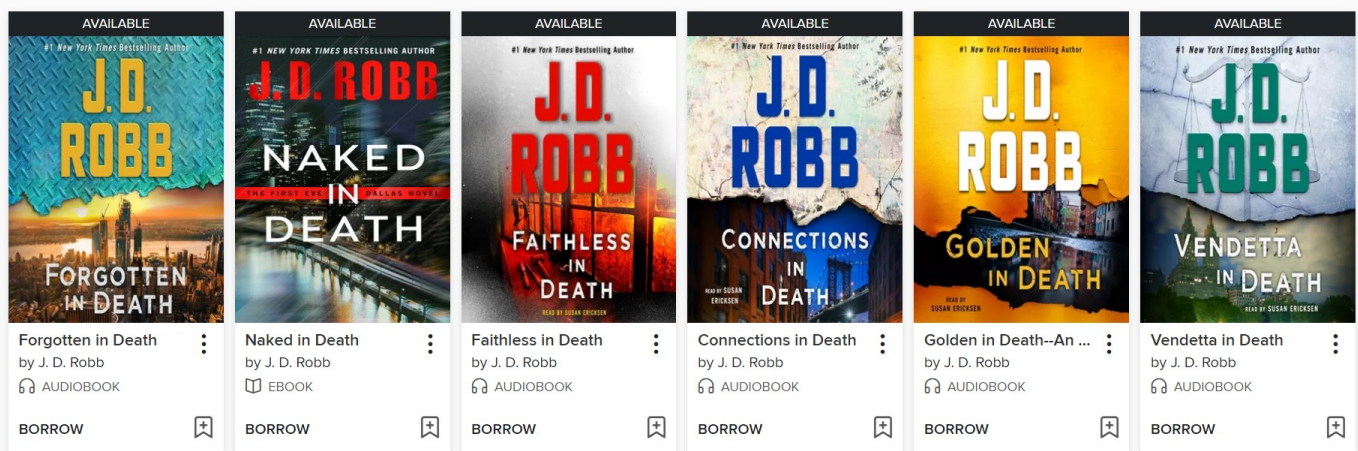 AVAILABLE
#1 New York Times Bestselling Author
J.D.
ROBB
FORGOTTEN
IN DEATH
Forgotten in Death
by J. D. Robb
AUDIOBOOK
BORROW
AVAILABLE
#1 NEW YORK TIMES BESTSELLING AUTHOR
J.D. ROBB
NAKED
THE FIRST EVE DALLAS NOVEL
IN
DEATH
Naked in Death
by J. D. Robb
EBOOK
BORROW
AVAILABLE
#1 New York Times Bestselling Author
J.D.
ROBB
FAITHLESS
IN
DEATH
READ BY SUSAN ERICKSEN
Faithless in Death
by J. D. Robb
AUDIOBOOK
BORROW
AVAILABLE
#1 New York Times Bestselling Author
J.D.
ROBB
CONNECTIONS
IN
DEATH
READ BY SUSAN
ERICKSEN
Connections in Death
by J. D. Robb
AUDIOBOOK
BORROW
AVAILABLE
#1 New York Times Bestselling Author
J.D.
ROBB
GOLDEN
IN DEATH
READ BY
SUSAN ERICKSEN
Golden in Death--An ...
by J. D. Robb
AUDIOBOOK
BORROW
AVAILABLE
#1 New York Times Bestselling Author
J.D.
ROBB
VENDETTA
IN DEATH
READ BY SUSAN ERICKSEN
Vendetta in Death
by J. D. Robb
AUDIOBOOK
BORROW